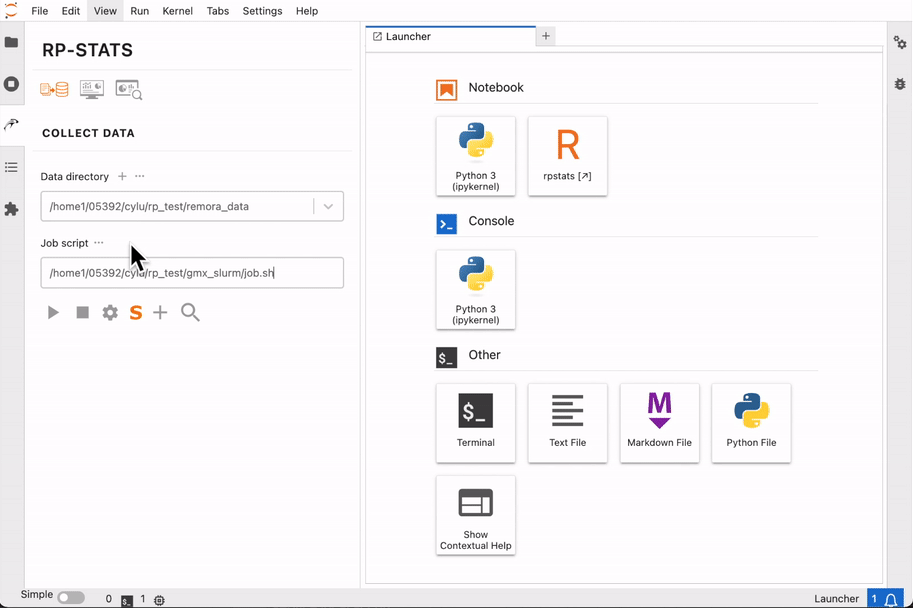 File Edit View Run Kernel Tabs Settings Help
RP-STATS
COLLECT DATA
Data directory + ...
/home1/05392/cylu/rp_test/remora_data
Job script ...
/home1/05392/cylu/rp_test/gmx_slurm/job.sh
S
Launcher
Notebook
Python 3
(ipykernel)
R
rpstats [↗]
>_
Console
Python 3
(ipykernel)
$_
Other
$_
Terminal
Text File
M
Markdown File
Python File
Show
Contextual Help
Simple 0 $_ 1
Launcher 1